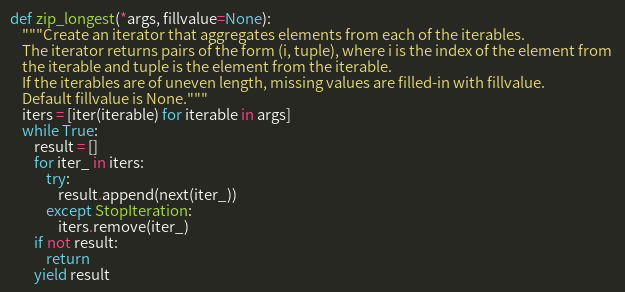 def zip_longest(*args, fillvalue=None):
"""Create an iterator that aggregates elements from each of the iterables.
The iterator returns pairs of the form (i, tuple), where i is the index of the element from
the iterable and tuple is the element from the iterable.
If the iterables are of uneven length, missing values are filled-in with fillvalue.
Default fillvalue is None."""
iters = [iter(iterable) for iterable in args]
while True:
result = []
for iter_ in iters:
try:
result.append(next(iter_))
except StopIteration:
iters.remove(iter_)
if not result:
return
yield result